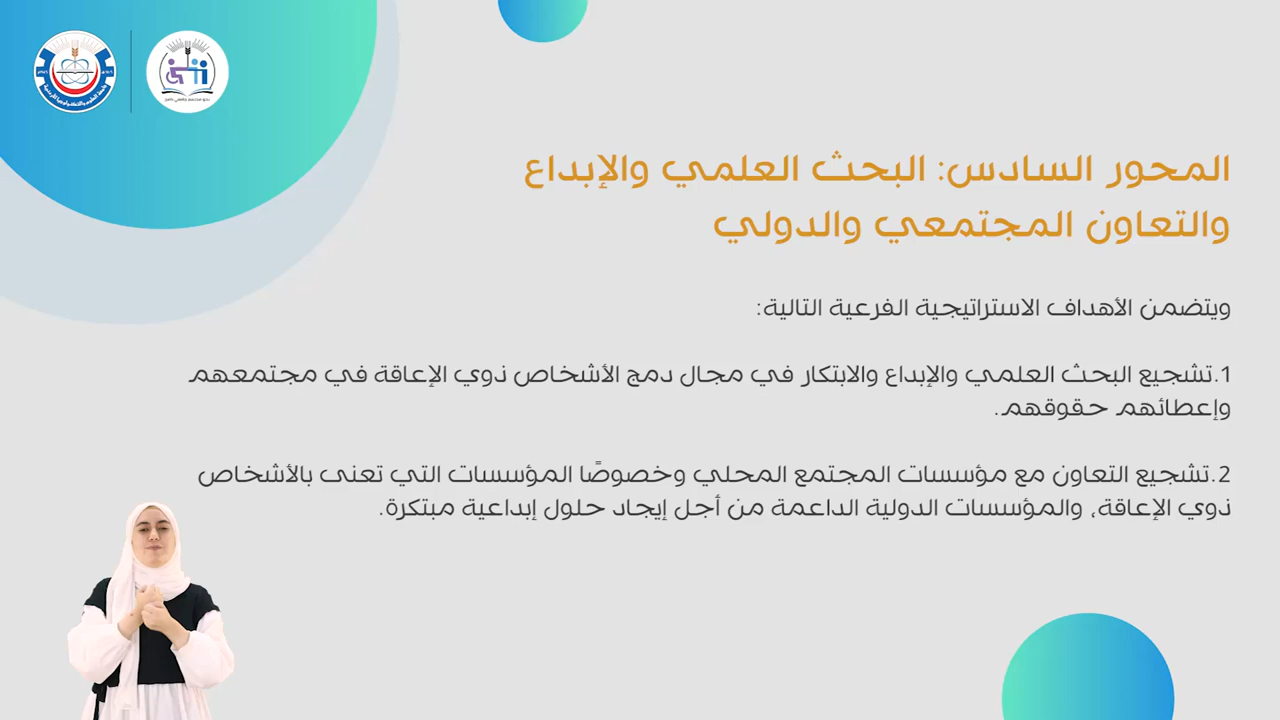 المحور السادس: البحث العلمي والإبداع
والتعاون المجتمعي والدولي
ويتضمن الأهداف الاستراتيجية الفرعية التالية:
1.تشجيع البحث العلمي والإبداع والابتكار في مجال دمج الأشخاص ذوي الإعاقة في مجتمعهم
وإعطائهم حقوقهم.
2.تشجيع التعاون مع مؤسسات المجتمع المحلي وخصوصًا المؤسسات التي تعنى بالأشخاص
ذوي الإعاقة، والمؤسسات الدولية الداعمة من أجل إيجاد حلول إبداعية مبتكرة.